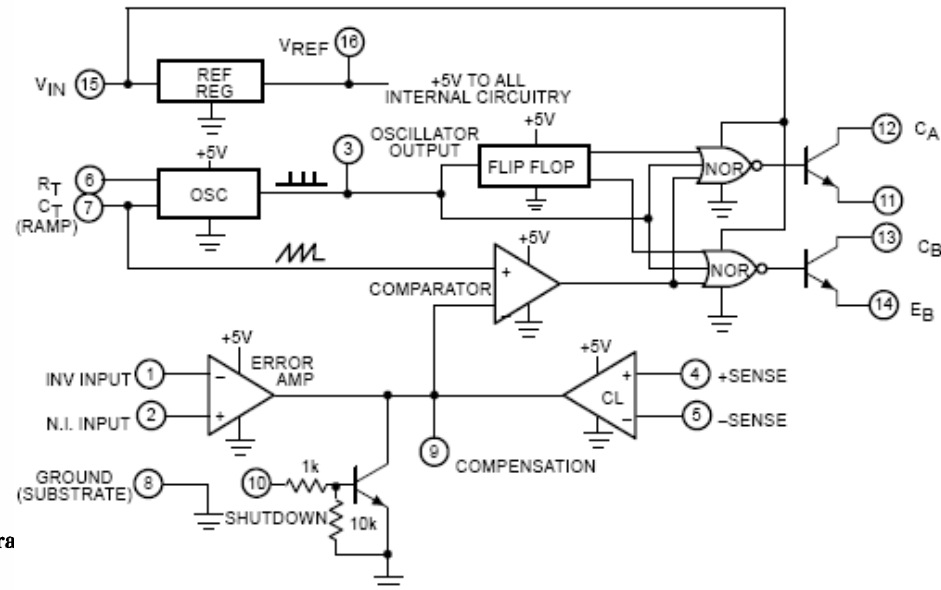 VREF
16
VIN
15
REF
REG
+5V TO ALL
INTERNAL CIRCUITRY
OSCILLATOR
OUTPUT
3
+5V
FLIP FLOP
NOR
12
CA
11
+5V
RT
6
CT
7
(RAMP)
OSC
13
CB
NOR
14
EB
+5V
+
–
COMPARATOR
+5V
ERROR
AMP
INV INPUT
1
–
N.I. INPUT
2
+
+5V
+
CL
–
4
+SENSE
5
–SENSE
9
COMPENSATION
GROUND
(SUBSTRATE)
8
10
1k
SHUTDOWN
10k
ra